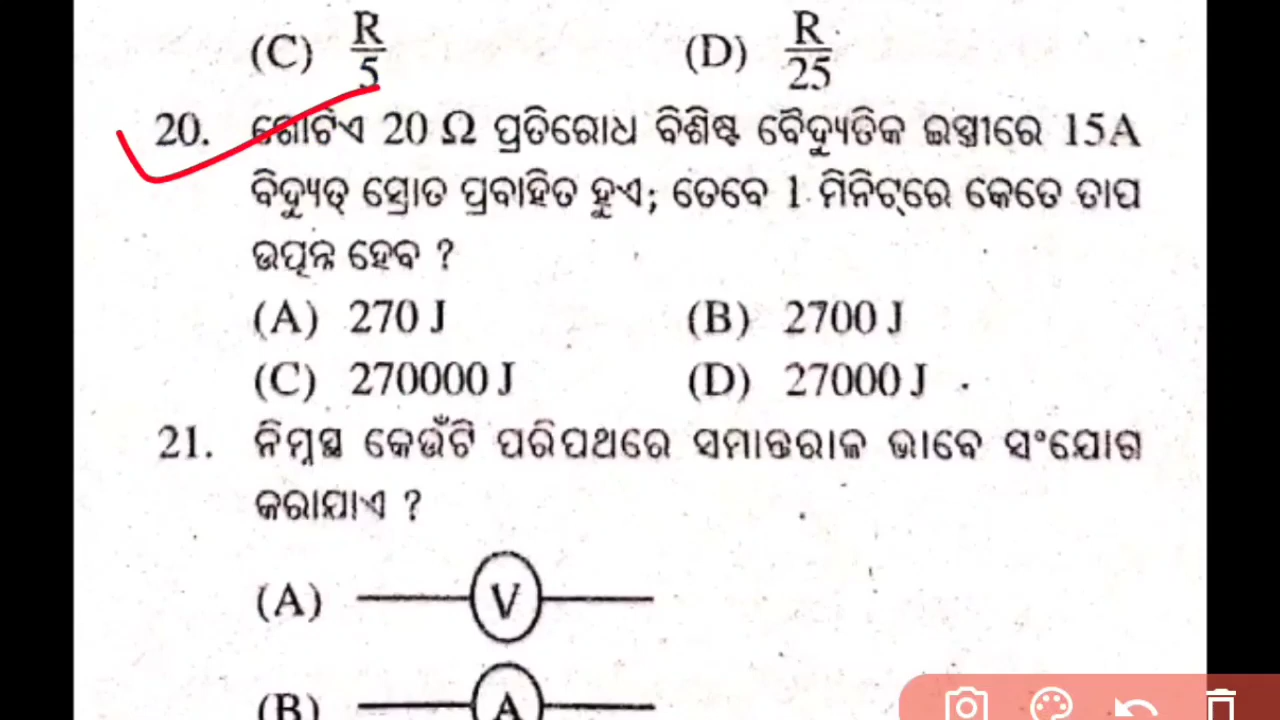 (C) R/5 (D) R/25
20. ଗୋଟିଏ 20 Ω ପ୍ରତିରୋଧ ବିଶିଷ୍ଟ ବୈଦ୍ୟୁତିକ ଇସ୍ତ୍ରୀରେ 15A
ବିଦ୍ୟୁତ୍ ସ୍ରୋତ ପ୍ରବାହିତ ହୁଏ; ତେବେ 1 ମିନିଟ୍‌ରେ କେତେ ତାପ
ଉତ୍ପନ୍ନ ହେବ ?
(A) 270 J (B) 2700 J
(C) 270000 J (D) 27000 J
21. ନିମ୍ନସ୍ଥ କେଉଁଟି ପରିପଥରେ ସମାନ୍ତରାଳ ଭାବେ ସଂଯୋଗ
କରାଯାଏ ?
(A) V
(B) A